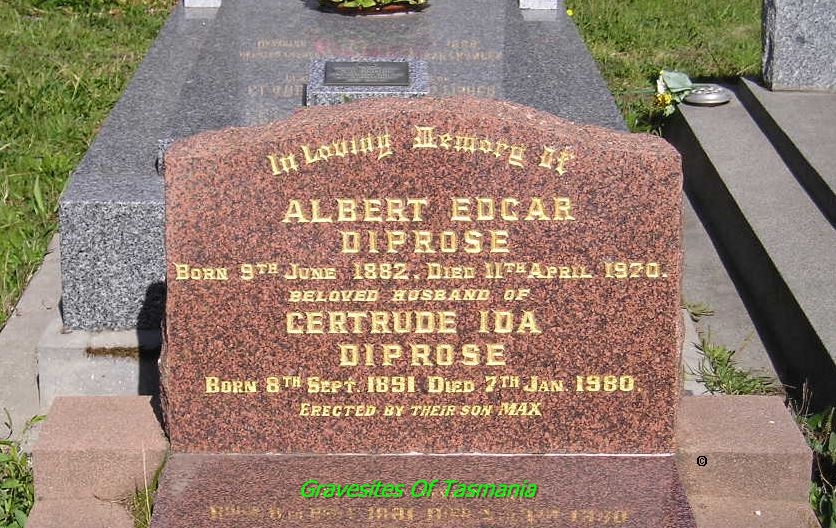 In Loving Memory Of
ALBERT EDGAR
DIPROSE
BORN 9TH JUNE 1882. DIED 11TH APRIL 1970.
BELOVED HUSBAND OF
GERTRUDE IDA
DIPROSE
BORN 8TH SEPT. 1891 DIED 7TH JAN. 1980.
ERECTED BY THEIR SON MAX
©
Gravesites Of Tasmania